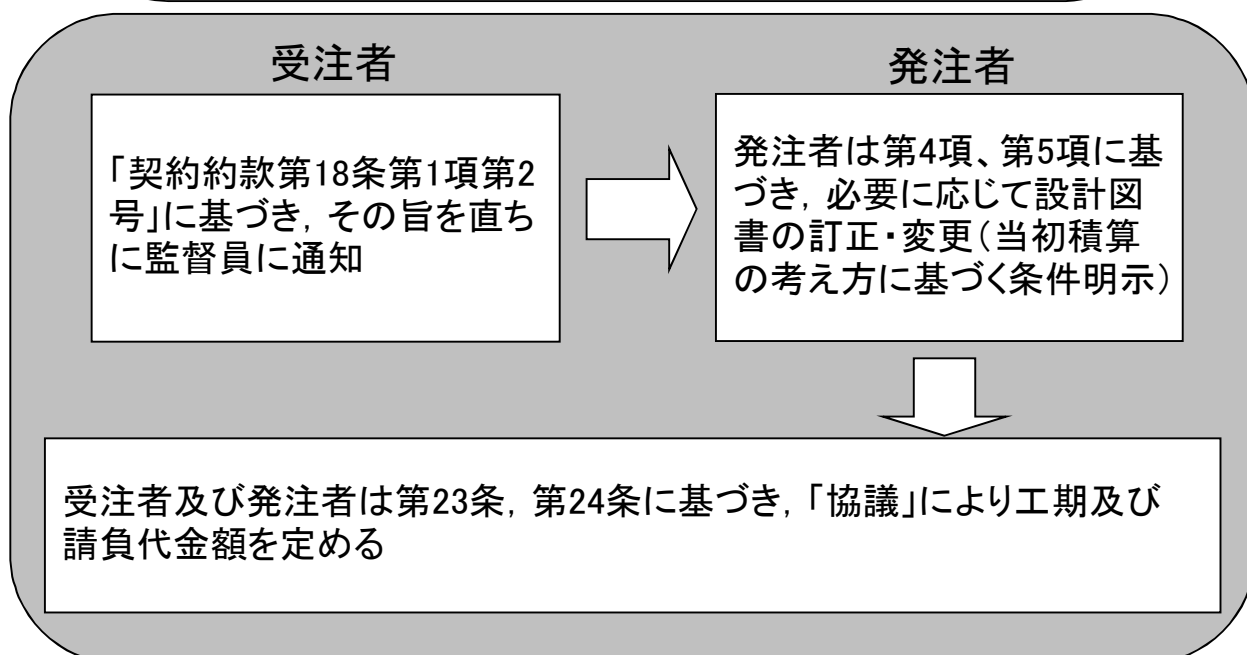 受注者
発注者
「契約約款第18条第1項第2
号」に基づき，その旨を直ち
に監督員に通知
発注者は第4項、第5項に基
づき，必要に応じて設計図
書の訂正・変更（当初積算
の考え方に基づく条件明示）
受注者及び発注者は第23条，第24条に基づき，「協議」により工期及び
請負代金額を定める